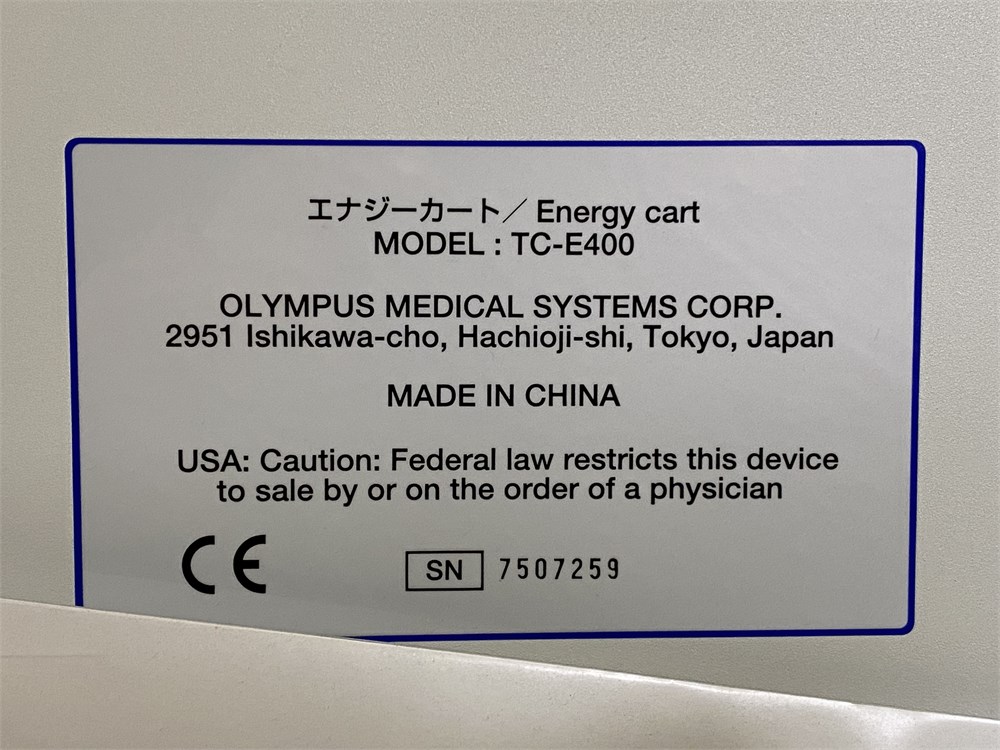 エナジーカート／ Energy cart
MODEL : TC-E400
OLYMPUS MEDICAL SYSTEMS CORP.
2951 Ishikawa-cho, Hachioji-shi, Tokyo, Japan
MADE IN CHINA
USA: Caution: Federal law restricts this device
to sale by or on the order of a physician
CE SN 7507259